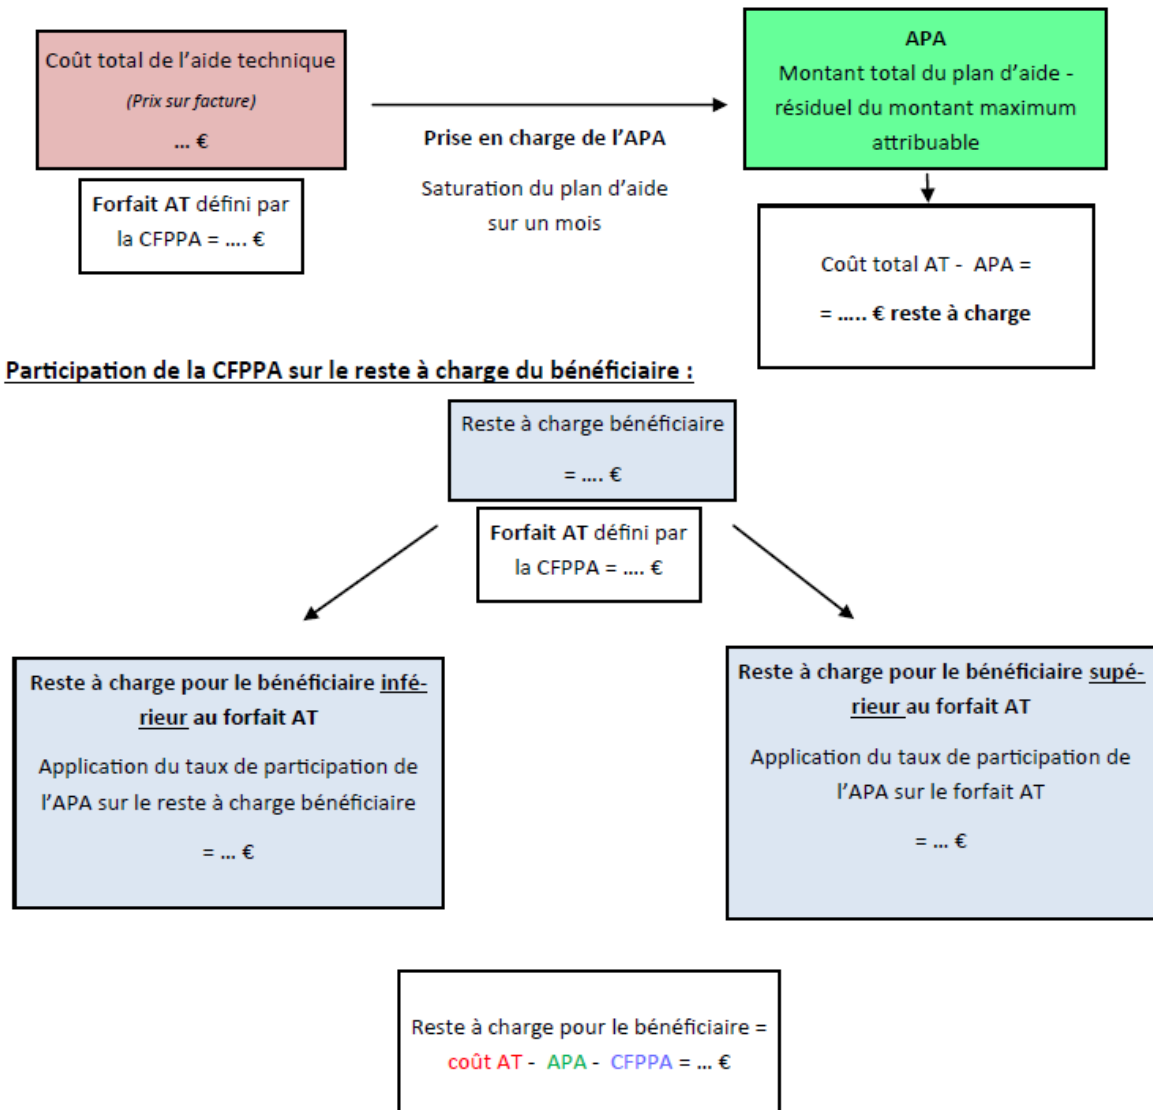 Coût total de l’aide technique
(Prix sur facture)
... €
Forfait AT défini par
la CFPPA = .... €
Prise en charge de l’APA
Saturation du plan d’aide
sur un mois
APA
Montant total du plan d’aide -
résiduel du montant maximum
attribuable
Coût total AT - APA =
= ..... € reste à charge
Participation de la CFPPA sur le reste à charge du bénéficiaire :
Reste à charge bénéficiaire
= .... €
Forfait AT défini par
la CFPPA = .... €
Reste à charge pour le bénéficiaire infé-
rieur au forfait AT
Application du taux de participation de
l’APA sur le reste à charge bénéficiaire
= ... €
Reste à charge pour le bénéficiaire supé-
rieur au forfait AT
Application du taux de participation de
l’APA sur le forfait AT
= ... €
Reste à charge pour le bénéficiaire =
coût AT - APA - CFPPA = ... €